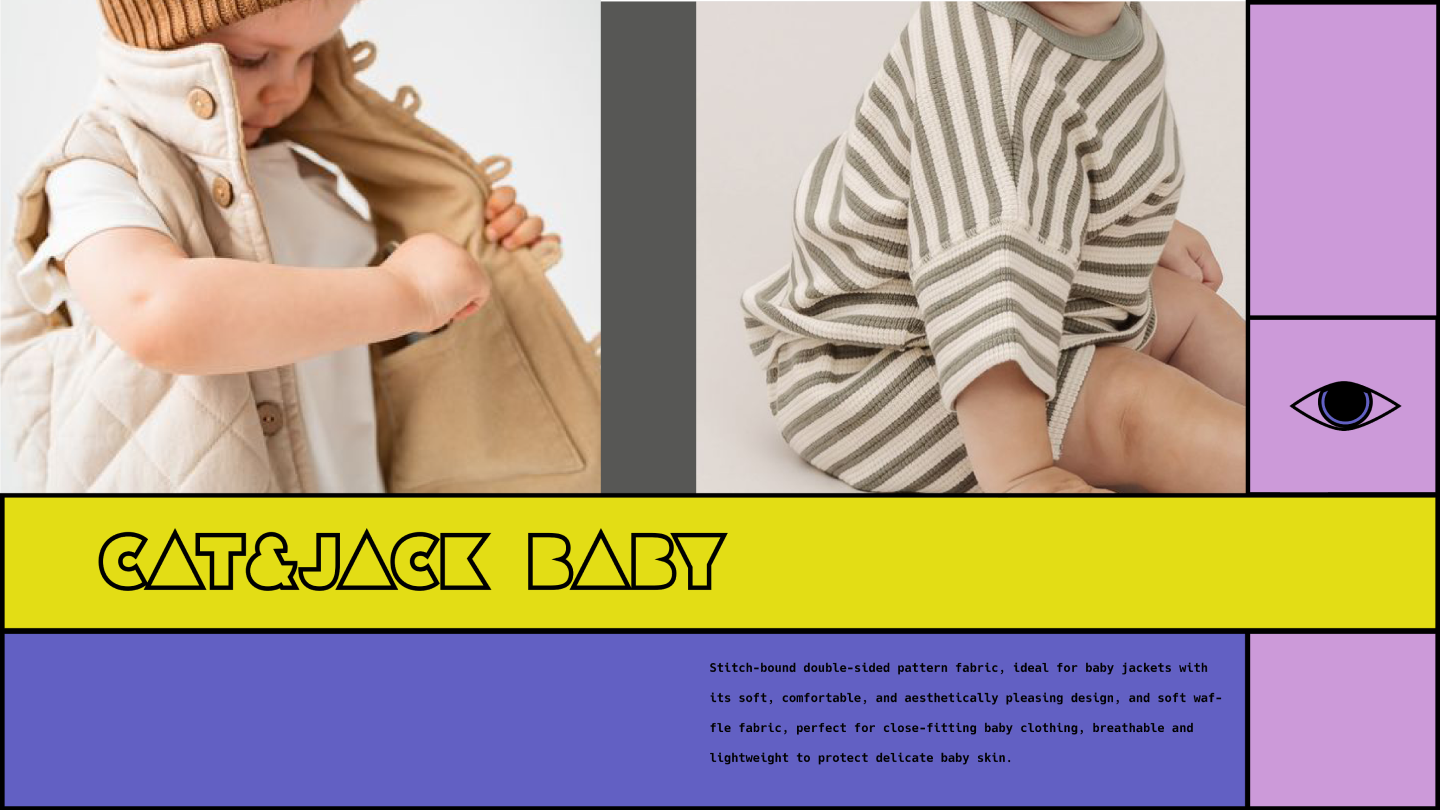 CAT&JACK BABY
Stitch-bound double-sided pattern fabric, ideal for baby jackets with
its soft, comfortable, and aesthetically pleasing design, and soft waf-
fle fabric, perfect for close-fitting baby clothing, breathable and
lightweight to protect delicate baby skin.